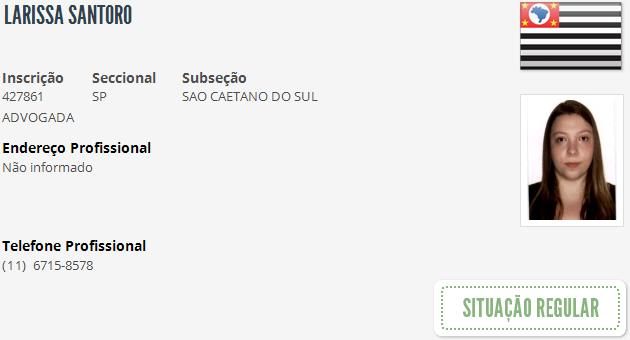 LARISSA SANTORO
Inscrição Seccional Subseção
427861 SP SAO CAETANO DO SUL
ADVOGADA
Endereço Profissional
Não informado
Telefone Profissional
(11) 6715-8578
SITUAÇÃO REGULAR